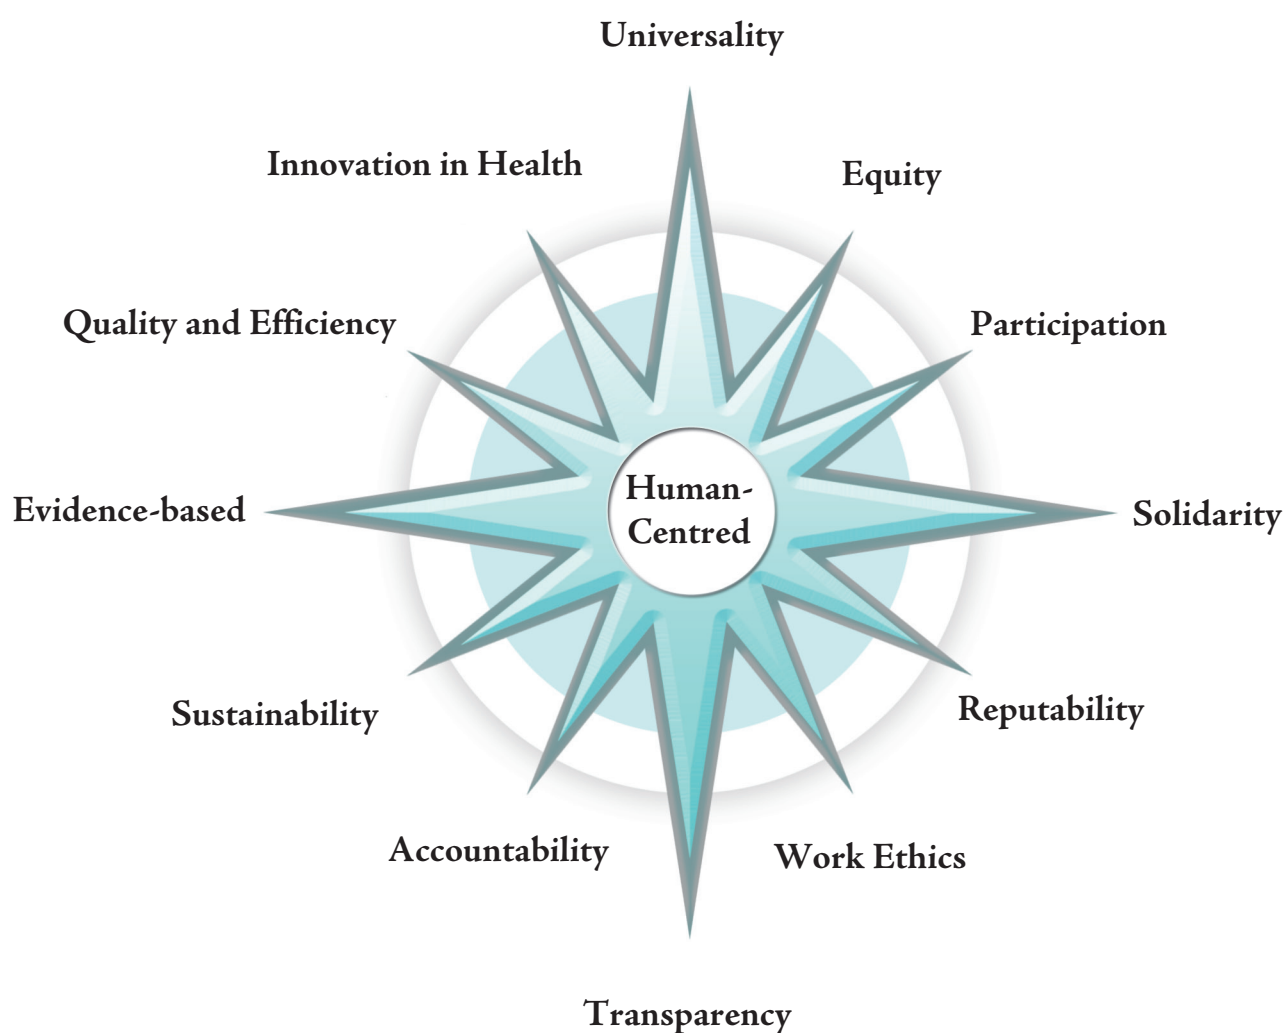 Universality
Innovation in Health
Equity
Quality and Efficiency
Participation
Human-
Centred
Evidence-based
Solidarity
Sustainability
Reputability
Accountability
Work Ethics
Transparency